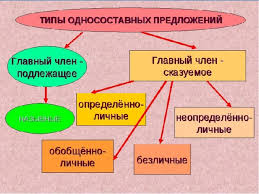 ТИПЫ ОДНОСОСТАВНЫХ ПРЕДЛОЖЕНИЙ
Главный член -
подлежащее
Главный член -
сказуемое
определённо-
личные
неопределённо-
личные
обобщённо-
личные
безличные